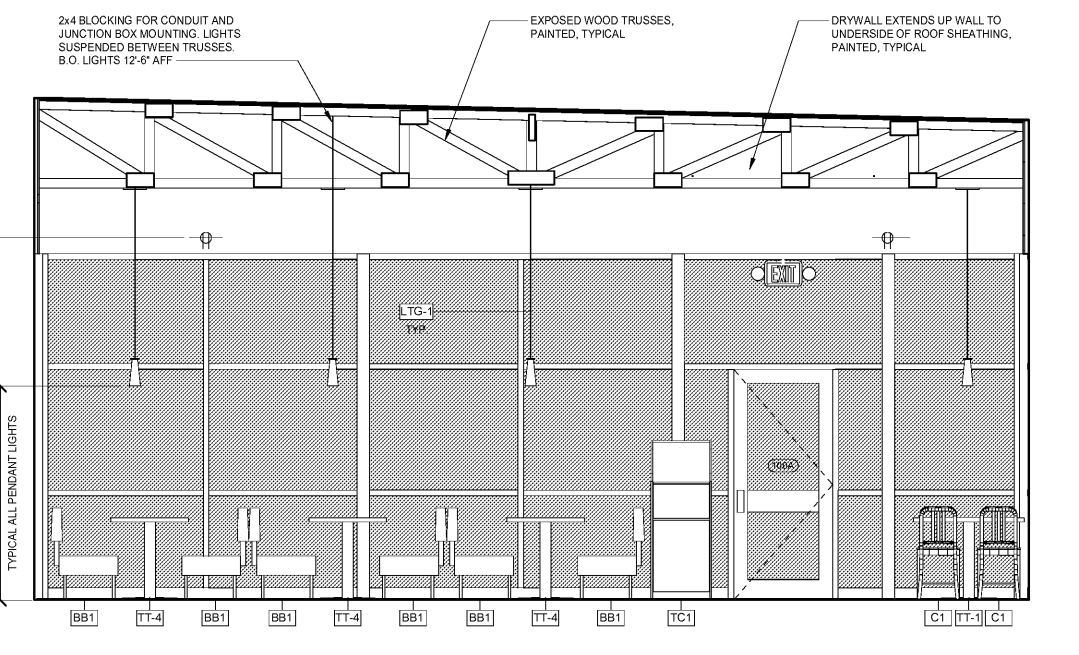 2x4 BLOCKING FOR CONDUIT AND
JUNCTION BOX MOUNTING. LIGHTS
SUSPENDED BETWEEN TRUSSES.
B.O. LIGHTS 12'-6" AFF
EXPOSED WOOD TRUSSES,
PAINTED, TYPICAL
DRYWALL EXTENDS UP WALL TO
UNDERSIDE OF ROOF SHEATHING,
PAINTED, TYPICAL
EXIT
LTG-1
TYP.
TYPICAL ALL PENDANT LIGHTS
100A
BB1
TT-4
BB1
BB1
TT-4
BB1
BB1
TT-4
BB1
TC1
C1
TT-1
C1